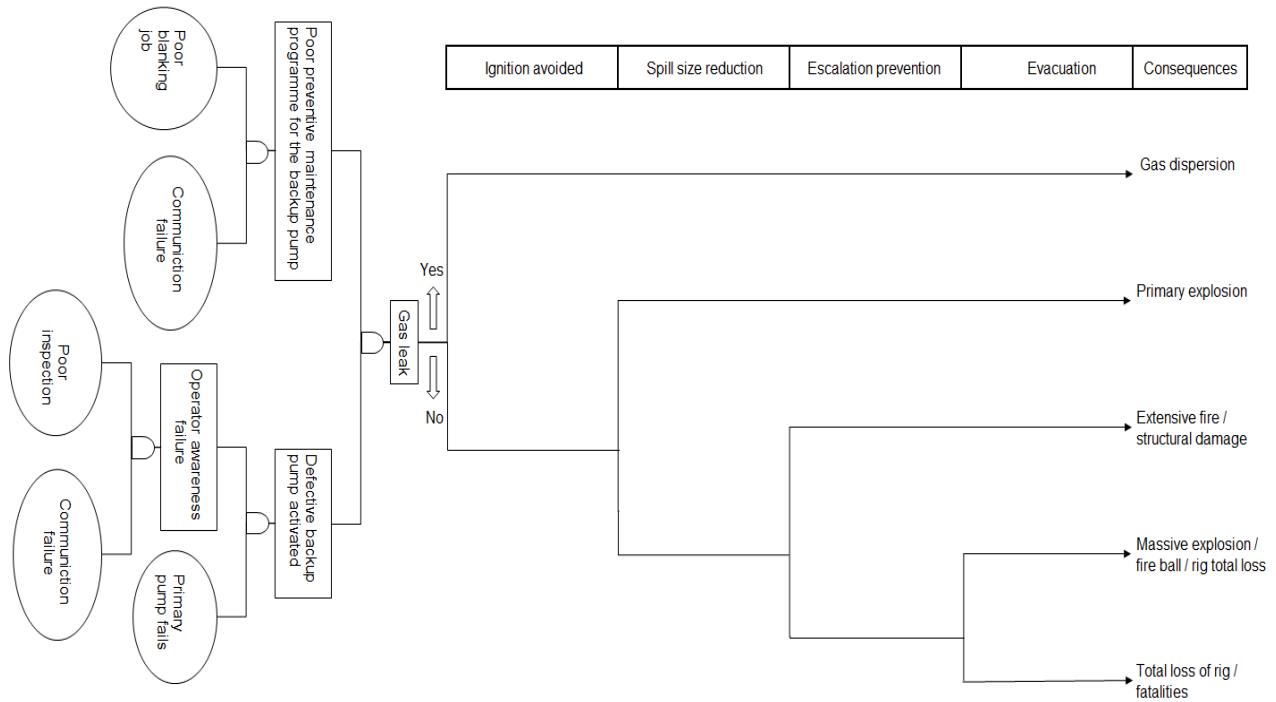 Ignition avoided
Spill size reduction
Escalation prevention
Evacuation
Consequences
Poor
blanking
job
Communiction
failure
Poor preventive maintenance
programme for the backup pump
Poor
inspection
Communiction
failure
Operator awareness
failure
Primary
pump fails
Defective backup
pump activated
Gas leak
Yes
No
Gas dispersion
Primary explosion
Extensive fire /
structural damage
Massive explosion /
fire ball / rig total loss
Total loss of rig /
fatalities